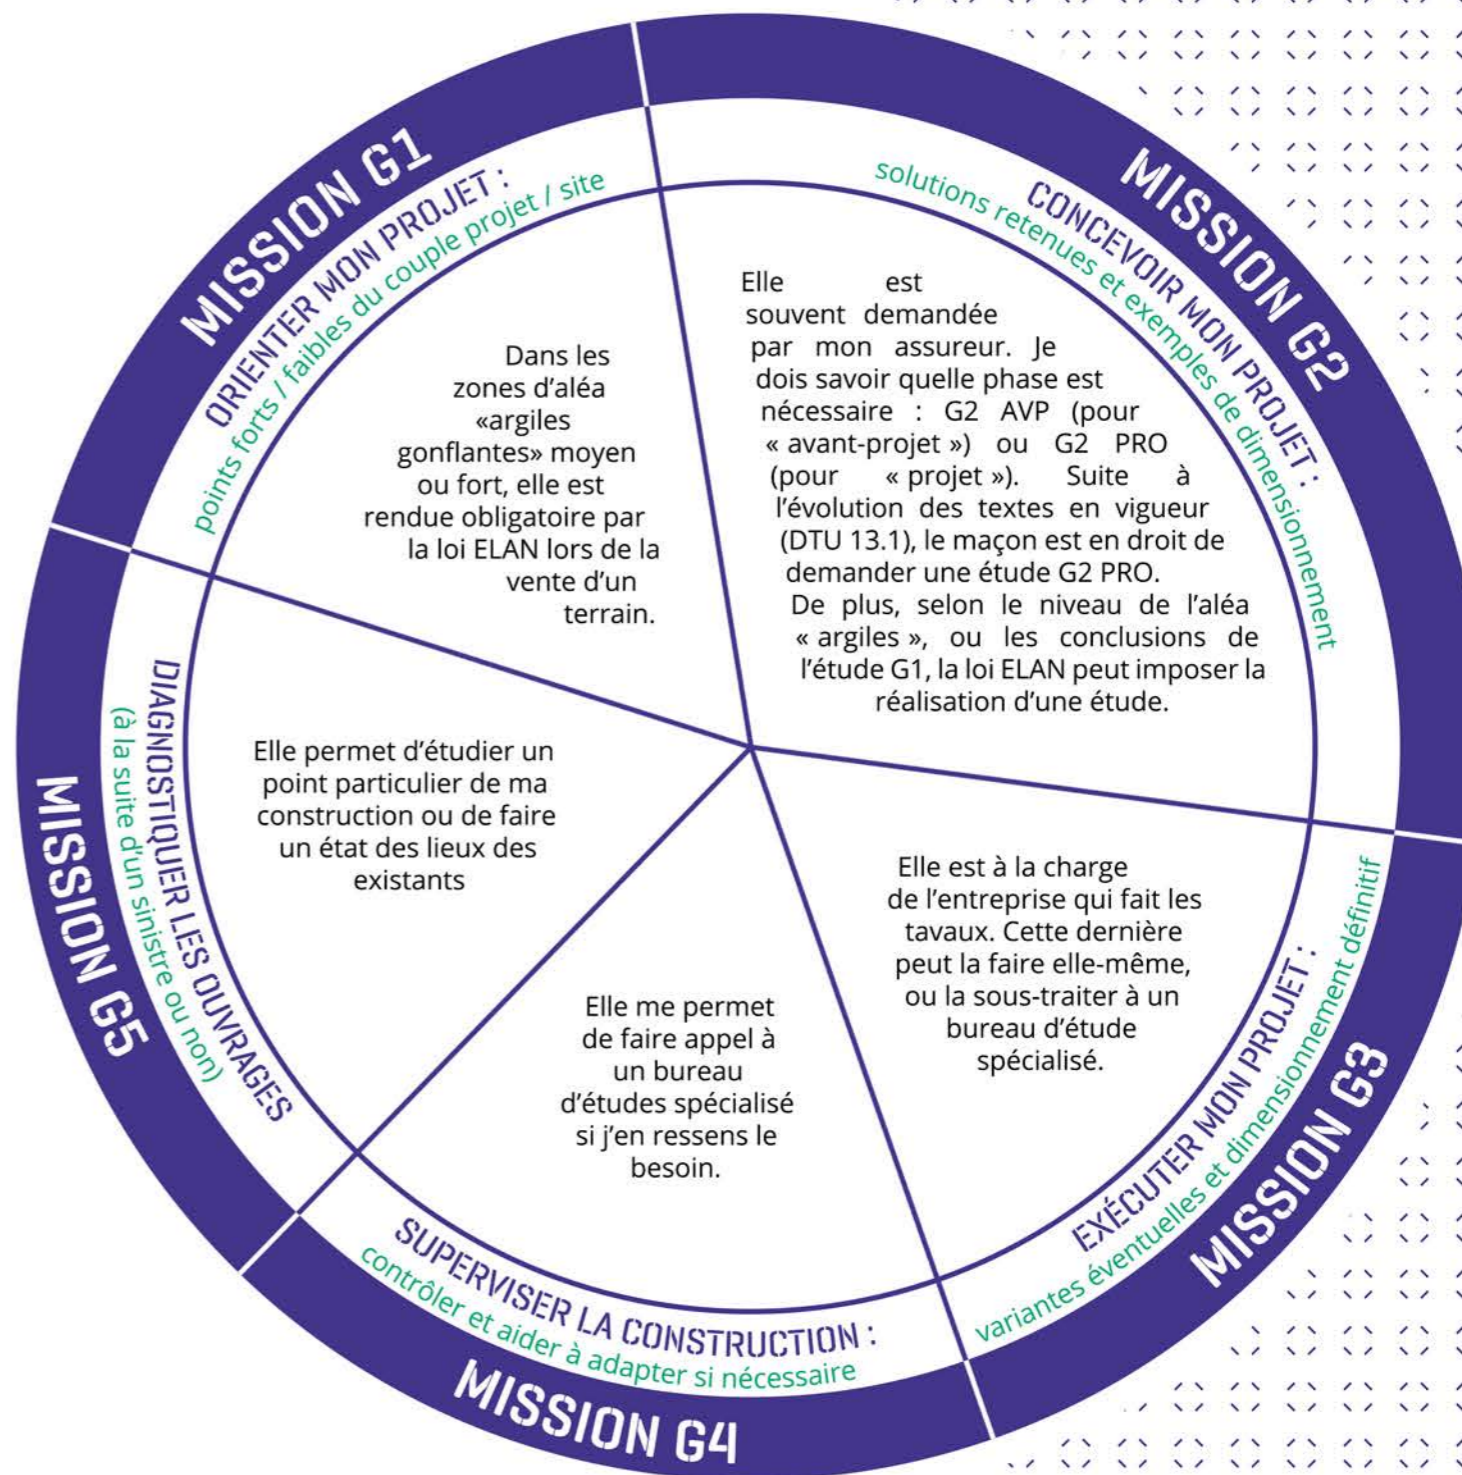 MISSION G1
ORIENTER MON PROJET :
points forts / faibles du couple projet / site
Dans les
zones d’aléa
«argiles
gonflantes» moyen
ou fort, elle est
rendue obligatoire par
la loi ELAN lors de la
vente d’un
terrain.
MISSION G2
CONCEVOIR MON PROJET :
solutions retenues et exemples de dimensionnement
Elle est
souvent demandée
par mon assureur. Je
dois savoir quelle phase est
nécessaire : G2 AVP (pour
« avant-projet ») ou G2 PRO
(pour « projet »). Suite à
l’évolution des textes en vigueur
(DTU 13.1), le maçon est en droit de
demander une étude G2 PRO.
De plus, selon le niveau de l’aléa
« argiles », ou les conclusions de
l’étude G1, la loi ELAN peut imposer la
réalisation d’une étude.
MISSION G3
EXÉCUTER MON PROJET :
variantes éventuelles et dimensionnement définitif
Elle est à la charge
de l’entreprise qui fait les
tavaux. Cette dernière
peut la faire elle-même,
ou la sous-traiter à un
bureau d’étude
spécialisé.
MISSION G4
SUPERVISER LA CONSTRUCTION :
contrôler et aider à adapter si nécessaire
Elle me permet
de faire appel à
un bureau
d’études spécialisé
si j’en ressens le
besoin.
MISSION G5
DIAGNOSTIQUER LES OUVRAGES
(à la suite d’un sinistre ou non)
Elle permet d’étudier un
point particulier de ma
construction ou de faire
un état des lieux des
existants